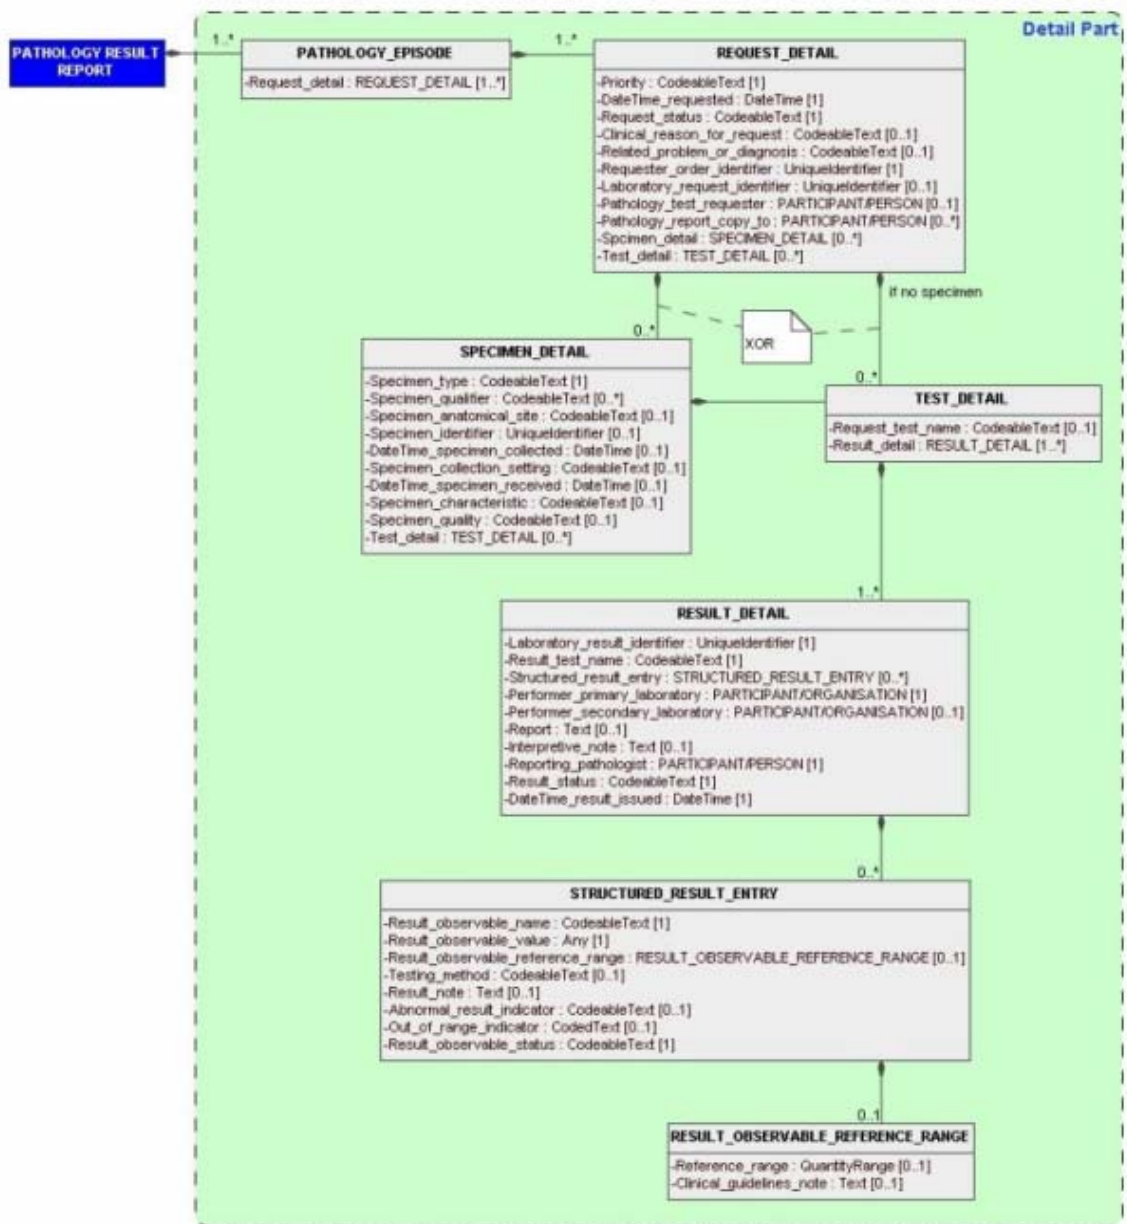 Detail Part
PATHOLOGY RESULT
REPORT
1..*
PATHOLOGY_EPISODE
-Request_detail : REQUEST_DETAIL [1..*]
1..*
REQUEST_DETAIL
-Priority : CodeableText [1]
-DateTime_requested : DateTime [1]
-Request_status : CodeableText [1]
-Clinical_reason_for_request : CodeableText [0..1]
-Related_problem_or_diagnosis : CodeableText [0..1]
-Requester_order_identifier : UniqueIdentifier [1]
-Laboratory_request_identifier : UniqueIdentifier [0..1]
-Pathology_test_requester : PARTICIPANT/PERSON [0..1]
-Pathology_report_copy_to : PARTICIPANT/PERSON [0..*]
-Spcimen_detail : SPECIMEN_DETAIL [0..*]
-Test_detail : TEST_DETAIL [0..*]
if no specimen
XOR
0..*
SPECIMEN_DETAIL
-Specimen_type : CodeableText [1]
-Specimen_qualifier : CodeableText [0..*]
-Specimen_anatomical_site : CodeableText [0..1]
-Specimen_identifier : UniqueIdentifier [0..1]
-DateTime_specimen_collected : DateTime [0..1]
-Specimen_collection_setting : CodeableText [0..1]
-DateTime_specimen_received : DateTime [0..1]
-Specimen_characteristic : CodeableText [0..1]
-Specimen_quality : CodeableText [0..1]
-Test_detail : TEST_DETAIL [0..*]
0..*
TEST_DETAIL
-Request_test_name : CodeableText [0..1]
-Result_detail : RESULT_DETAIL [1..*]
1..*
RESULT_DETAIL
-Laboratory_result_identifier : UniqueIdentifier [1]
-Result_test_name : CodeableText [1]
-Structured_result_entry : STRUCTURED_RESULT_ENTRY [0..*]
-Performer_primary_laboratory : PARTICIPANT/ORGANISATION [1]
-Performer_secondary_laboratory : PARTICIPANT/ORGANISATION [0..1]
-Report : Text [0..1]
-Interpretive_note : Text [0..1]
-Reporting_pathologist : PARTICIPANT/PERSON [1]
-Result_status : CodeableText [1]
-DateTime_result_issued : DateTime [1]
0..*
STRUCTURED_RESULT_ENTRY
-Result_observable_name : CodeableText [1]
-Result_observable_value : Any [1]
-Result_observable_reference_range : RESULT_OBSERVABLE_REFERENCE_RANGE [0..1]
-Testing_method : CodeableText [0..1]
-Result_note : Text [0..1]
-Abnormal_result_indicator : CodeableText [0..1]
-Out_of_range_indicator : CodedText [0..1]
-Result_observable_status : CodeableText [1]
0..1
RESULT_OBSERVABLE_REFERENCE_RANGE
-Reference_range : QuantityRange [0..1]
-Clinical_guidelines_note : Text [0..1]